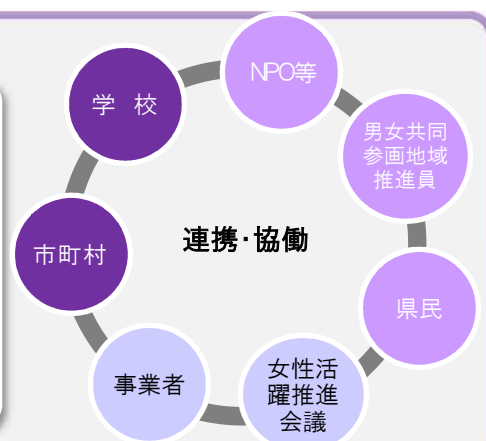 NPO等
学 校
男女共同
参画地域
推進員
連携・協働
市町村
県民
事業者
女性活
躍推進
会議